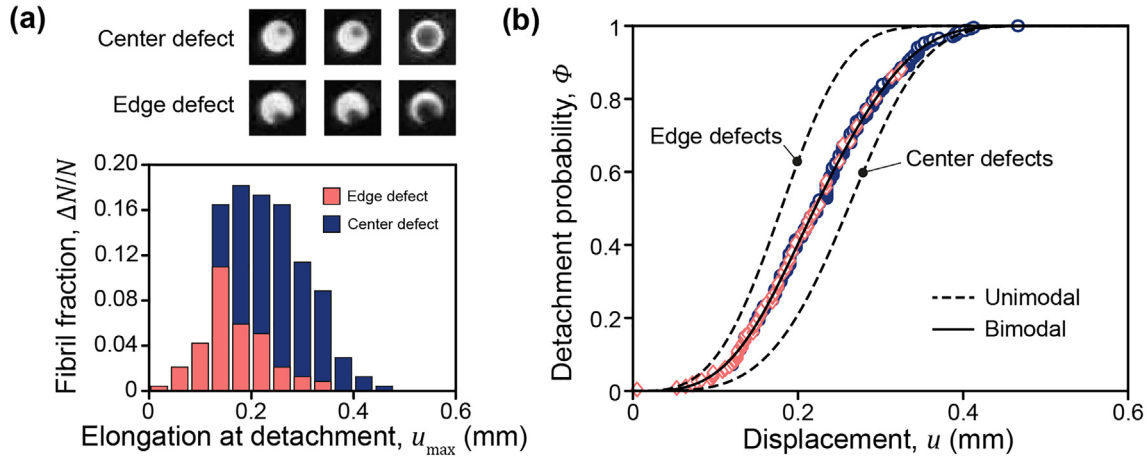 (a)
Center defect
Edge defect
Fibril fraction, ΔN/N
0.20
0.16
0.12
0.08
0.04
0
Edge defect
Center defect
0
0.2
0.4
0.6
Elongation at detachment, umax (mm)
(b)
Detachment probability, Φ
1
0.8
0.6
0.4
0.2
0
Edge defects
Center defects
Unimodal
Bimodal
0
0.2
0.4
0.6
Displacement, u (mm)